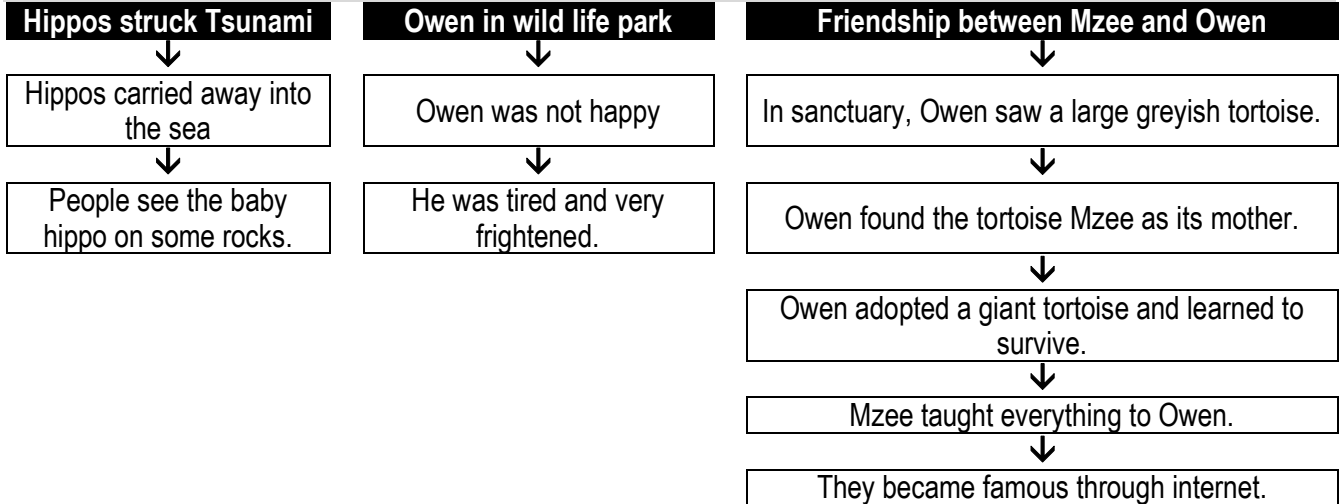 Hippos struck Tsunami
Hippos carried away into
the sea
People see the baby
hippo on some rocks.
Owen in wild life park
Owen was not happy
He was tired and very
frightened.
Friendship between Mzee and Owen
In sanctuary, Owen saw a large greyish tortoise.
Owen found the tortoise Mzee as its mother.
Owen adopted a giant tortoise and learned to
survive.
Mzee taught everything to Owen.
They became famous through internet.